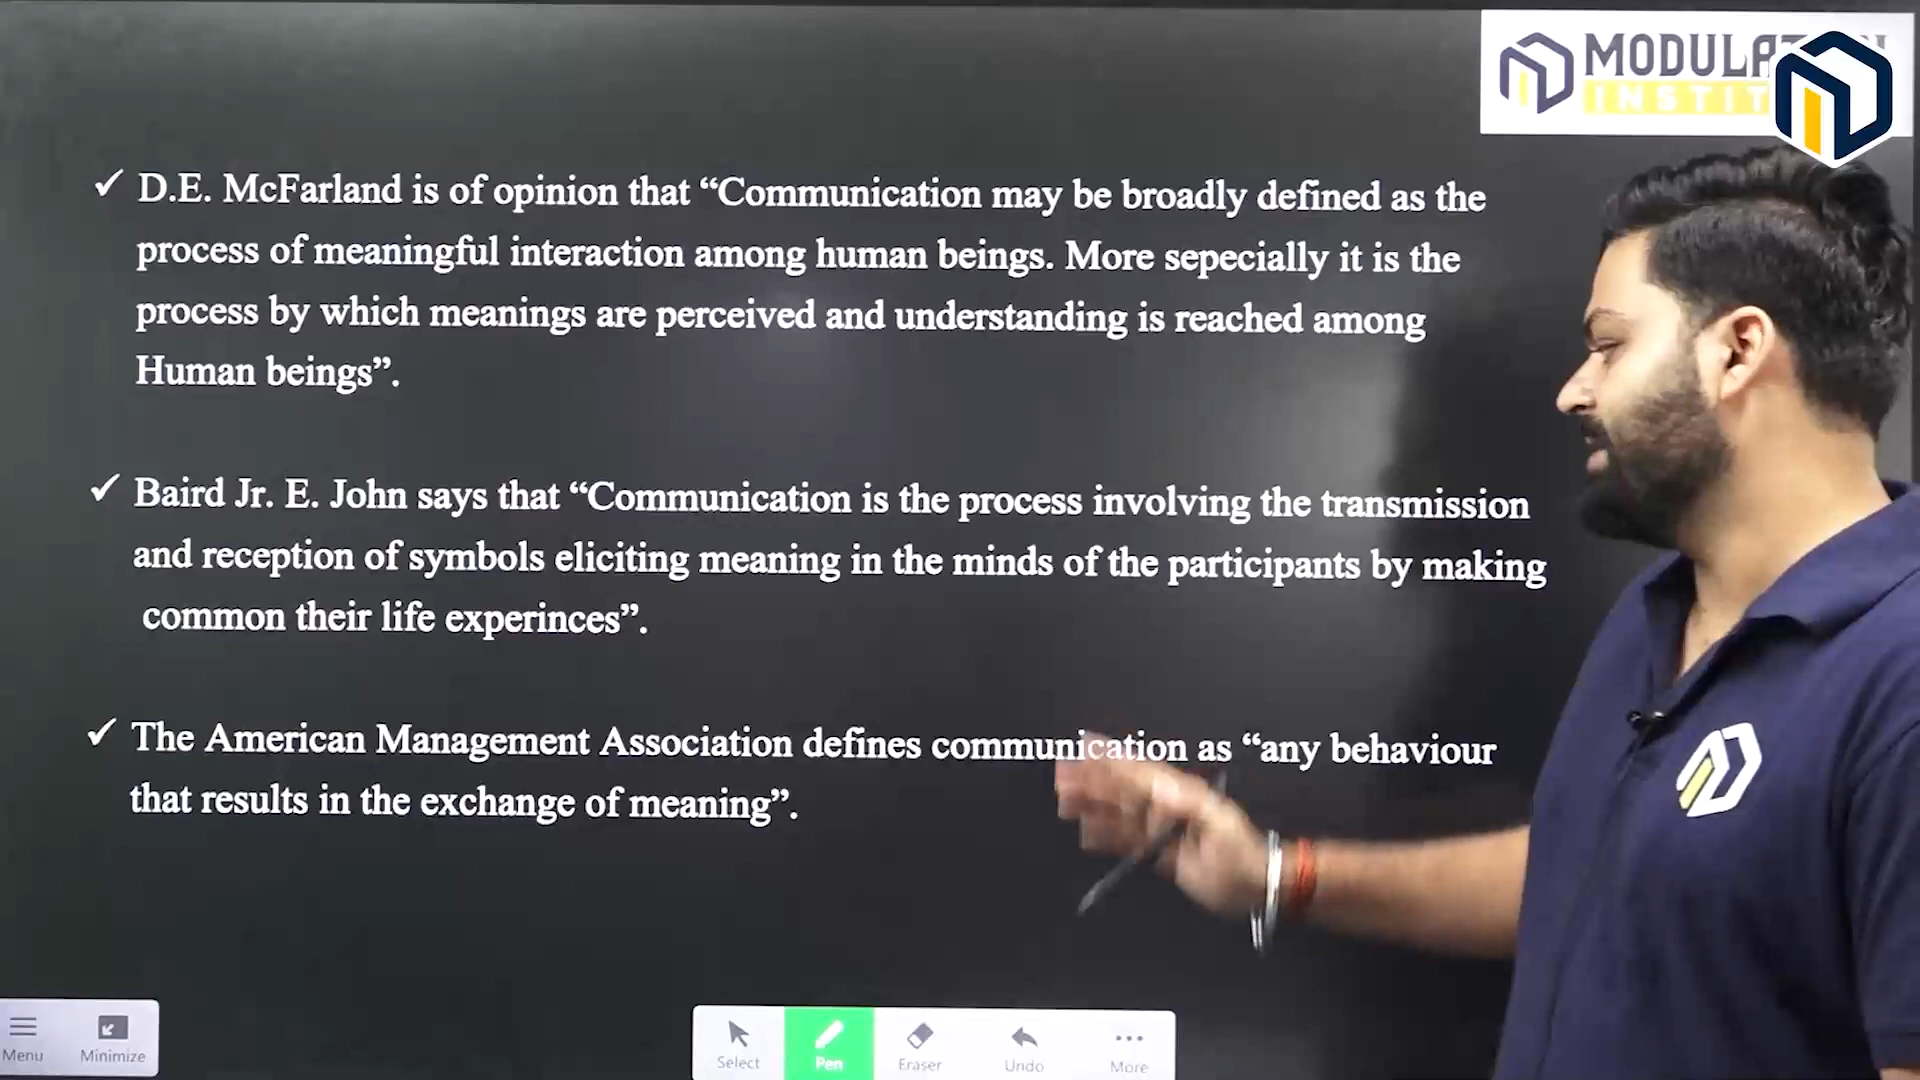 MODULAT
INSTIT
✓ D.E. McFarland is of opinion that “Communication may be broadly defined as the
process of meaningful interaction among human beings. More sepecially it is the
process by which meanings are perceived and understanding is reached among
Human beings”.
✓ Baird Jr. E. John says that “Communication is the process involving the transmission
and reception of symbols eliciting meaning in the minds of the participants by making
common their life experinces”.
✓ The American Management Association defines communication as “any behaviour
that results in the exchange of meaning”.
Menu Minimize Select Pen Eraser Undo More